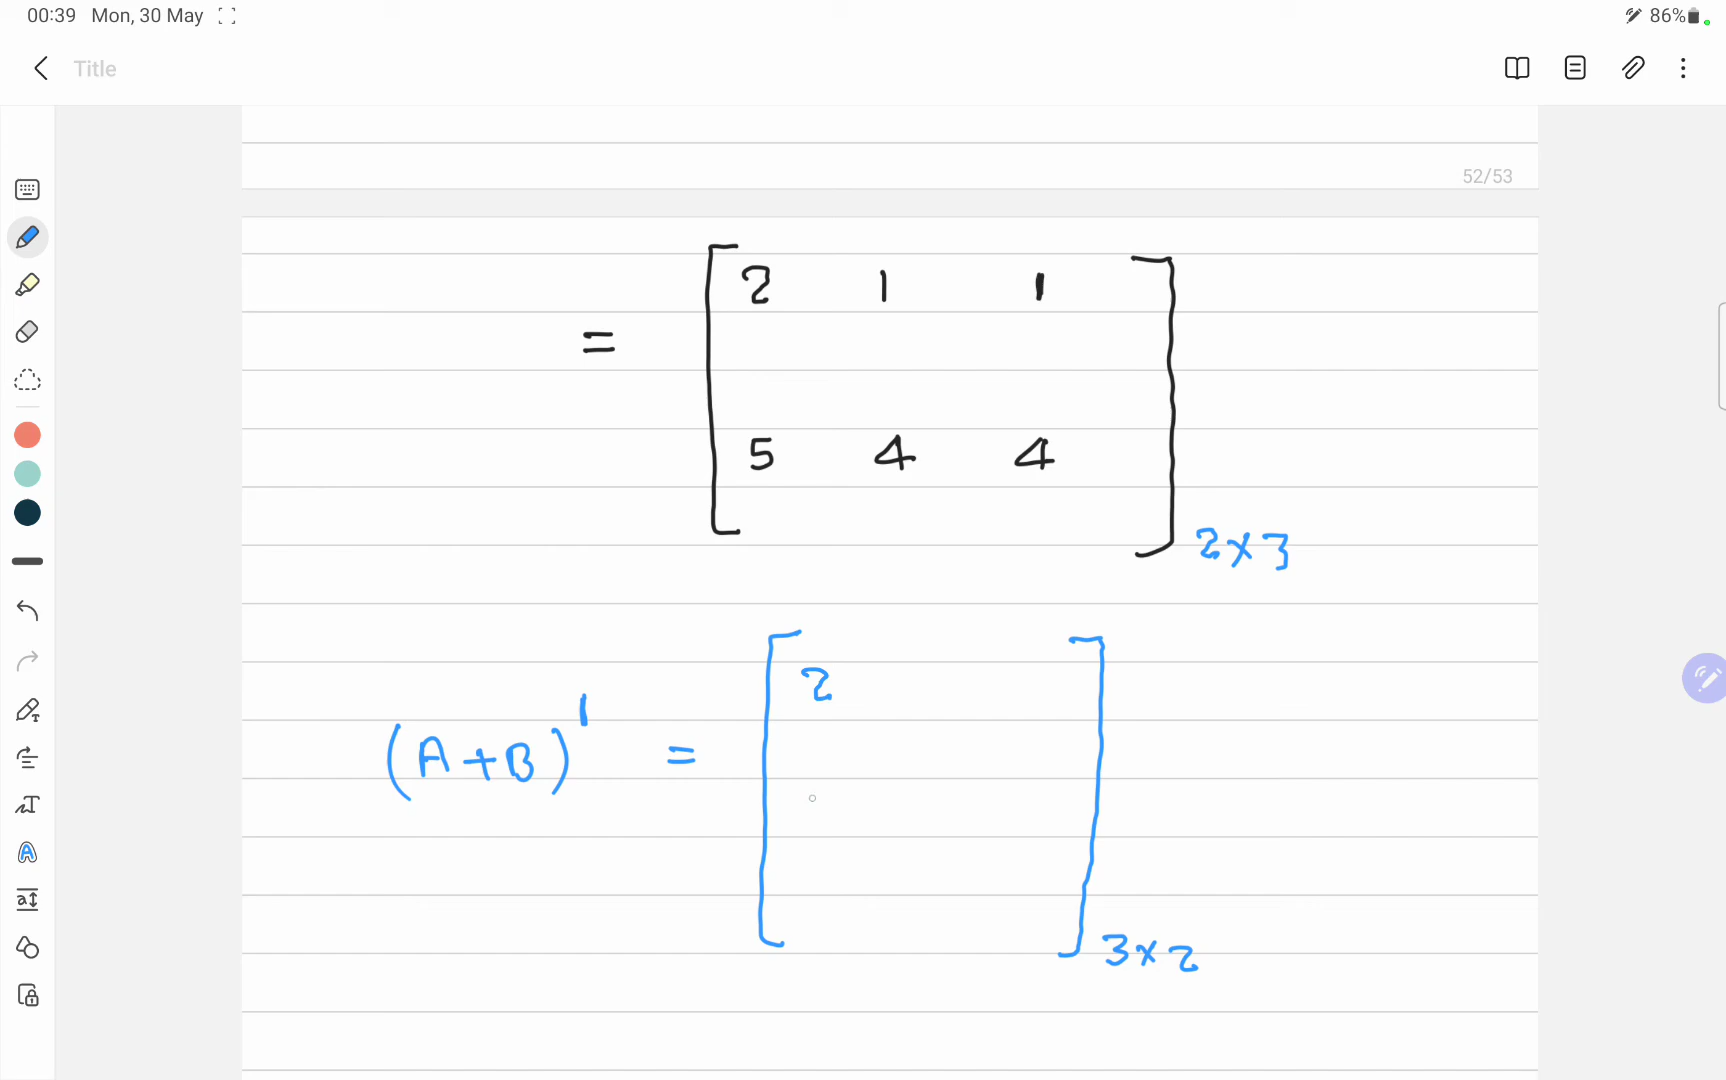 00:39 Mon, 30 May 86%
Title
52/53
2 1 1
=
5 4 4
2 x 3
2
(A+B)' =
3 x 2